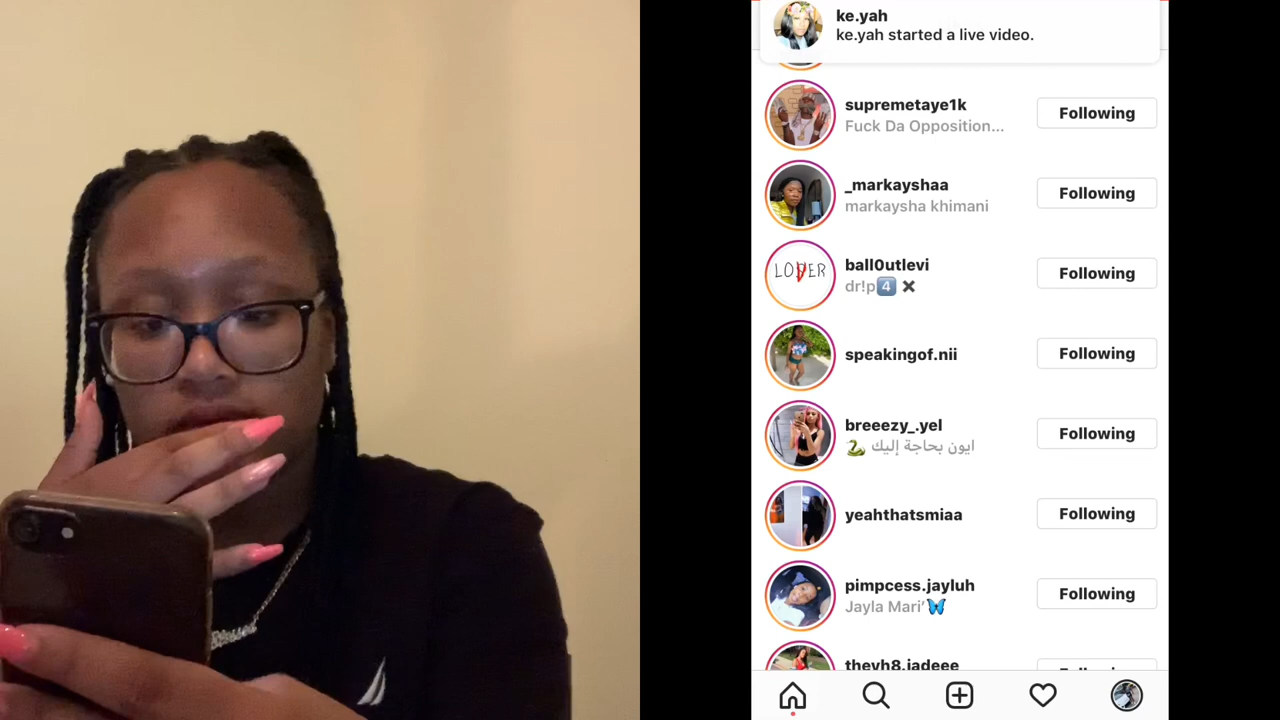 ke.yah
ke.yah started a live video.
supremetaye1k
Fuck Da Opposition...
Following
_markayshaa
markaysha khimani
Following
LOVER
ball0utlevi
dr!p4️⃣ ✖
Following
speakingof.nii
Following
breeezy_.yel
🐍 ايون بحاجة إليك
Following
yeahthatsmiaa
Following
pimpcess.jayluh
Jayla Mari’🦋
Following
theyh8.jadeee